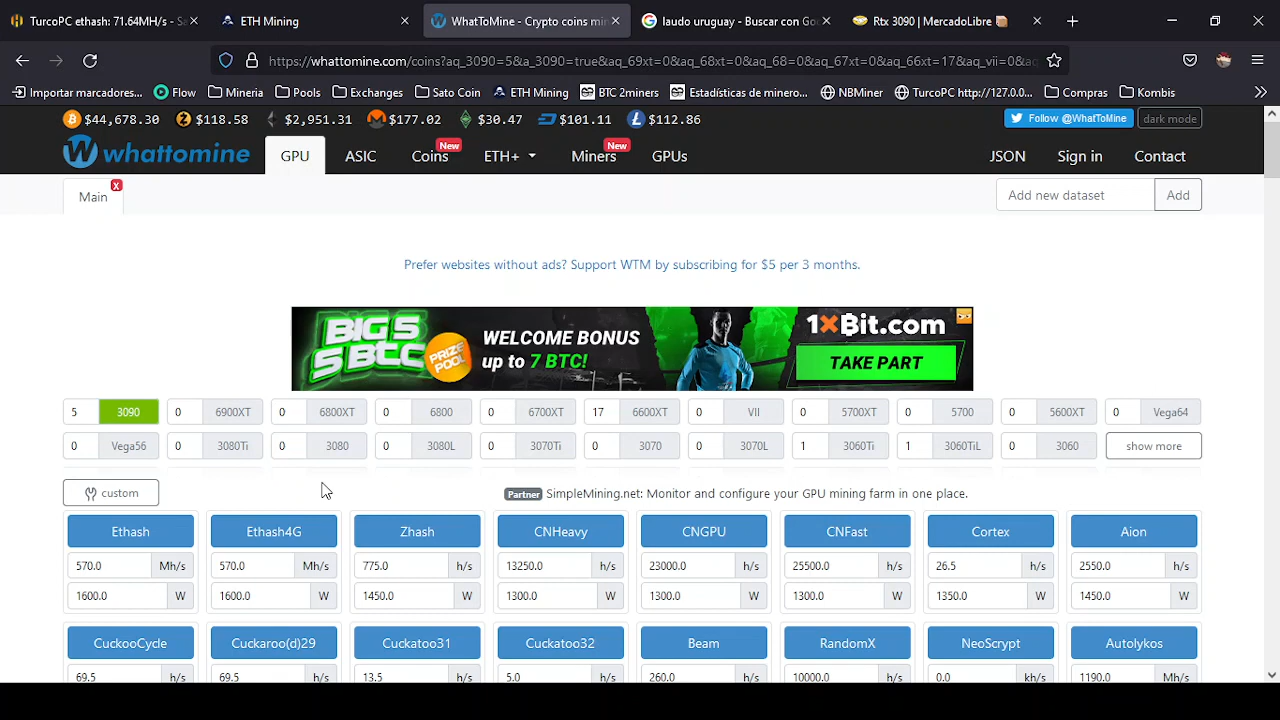 TurcoPC ethash: 71.64MH/s - Sa
ETH Mining
WhatToMine - Crypto coins min
laudo uruguay - Buscar con Goo
Rtx 3090 | MercadoLibre
https://whattomine.com/coins?aq_3090=5&a_3090=true&aq_69xt=0&aq_68xt=0&aq_68=0&aq_67xt=0&aq_66xt=17&aq_vii=0&aq
Importar marcadores... Flow Mineria Pools Exchanges Sato Coin ETH Mining BTC 2miners Estadísticas de minero... NBMiner TurcoPC http://127.0.0... Compras Kombis
$44,678.30 $118.58 $2,951.31 $177.02 $30.47 $101.11 $112.86 Follow @WhatToMine dark mode
whattomine GPU ASIC Coins New ETH+ Miners New GPUs JSON Sign in Contact
Main x Add new dataset Add
Prefer websites without ads? Support WTM by subscribing for $5 per 3 months.
BIG 5
5 BTC
PRIZE POOL
WELCOME BONUS
up to 7 BTC!
1xBit.com
TAKE PART
5 3090 0 6900XT 0 6800XT 0 6800 0 6700XT 17 6600XT 0 VII 0 5700XT 0 5700 0 5600XT 0 Vega64
0 Vega56 0 3080Ti 0 3080 0 3080L 0 3070Ti 0 3070 0 3070L 1 3060Ti 1 3060TiL 0 3060 show more
custom Partner SimpleMining.net: Monitor and configure your GPU mining farm in one place.
Ethash Ethash4G Zhash CNHeavy CNGPU CNFast Cortex Aion
570.0 Mh/s 570.0 Mh/s 775.0 h/s 13250.0 h/s 23000.0 h/s 25500.0 h/s 26.5 h/s 2550.0 h/s
1600.0 W 1600.0 W 1450.0 W 1300.0 W 1300.0 W 1300.0 W 1350.0 W 1450.0 W
CuckooCycle Cuckaroo(d)29 Cuckatoo31 Cuckatoo32 Beam RandomX NeoScrypt Autolykos
69.5 h/s 69.5 h/s 13.5 h/s 5.0 h/s 260.0 h/s 10000.0 h/s 0.0 kh/s 1190.0 Mh/s